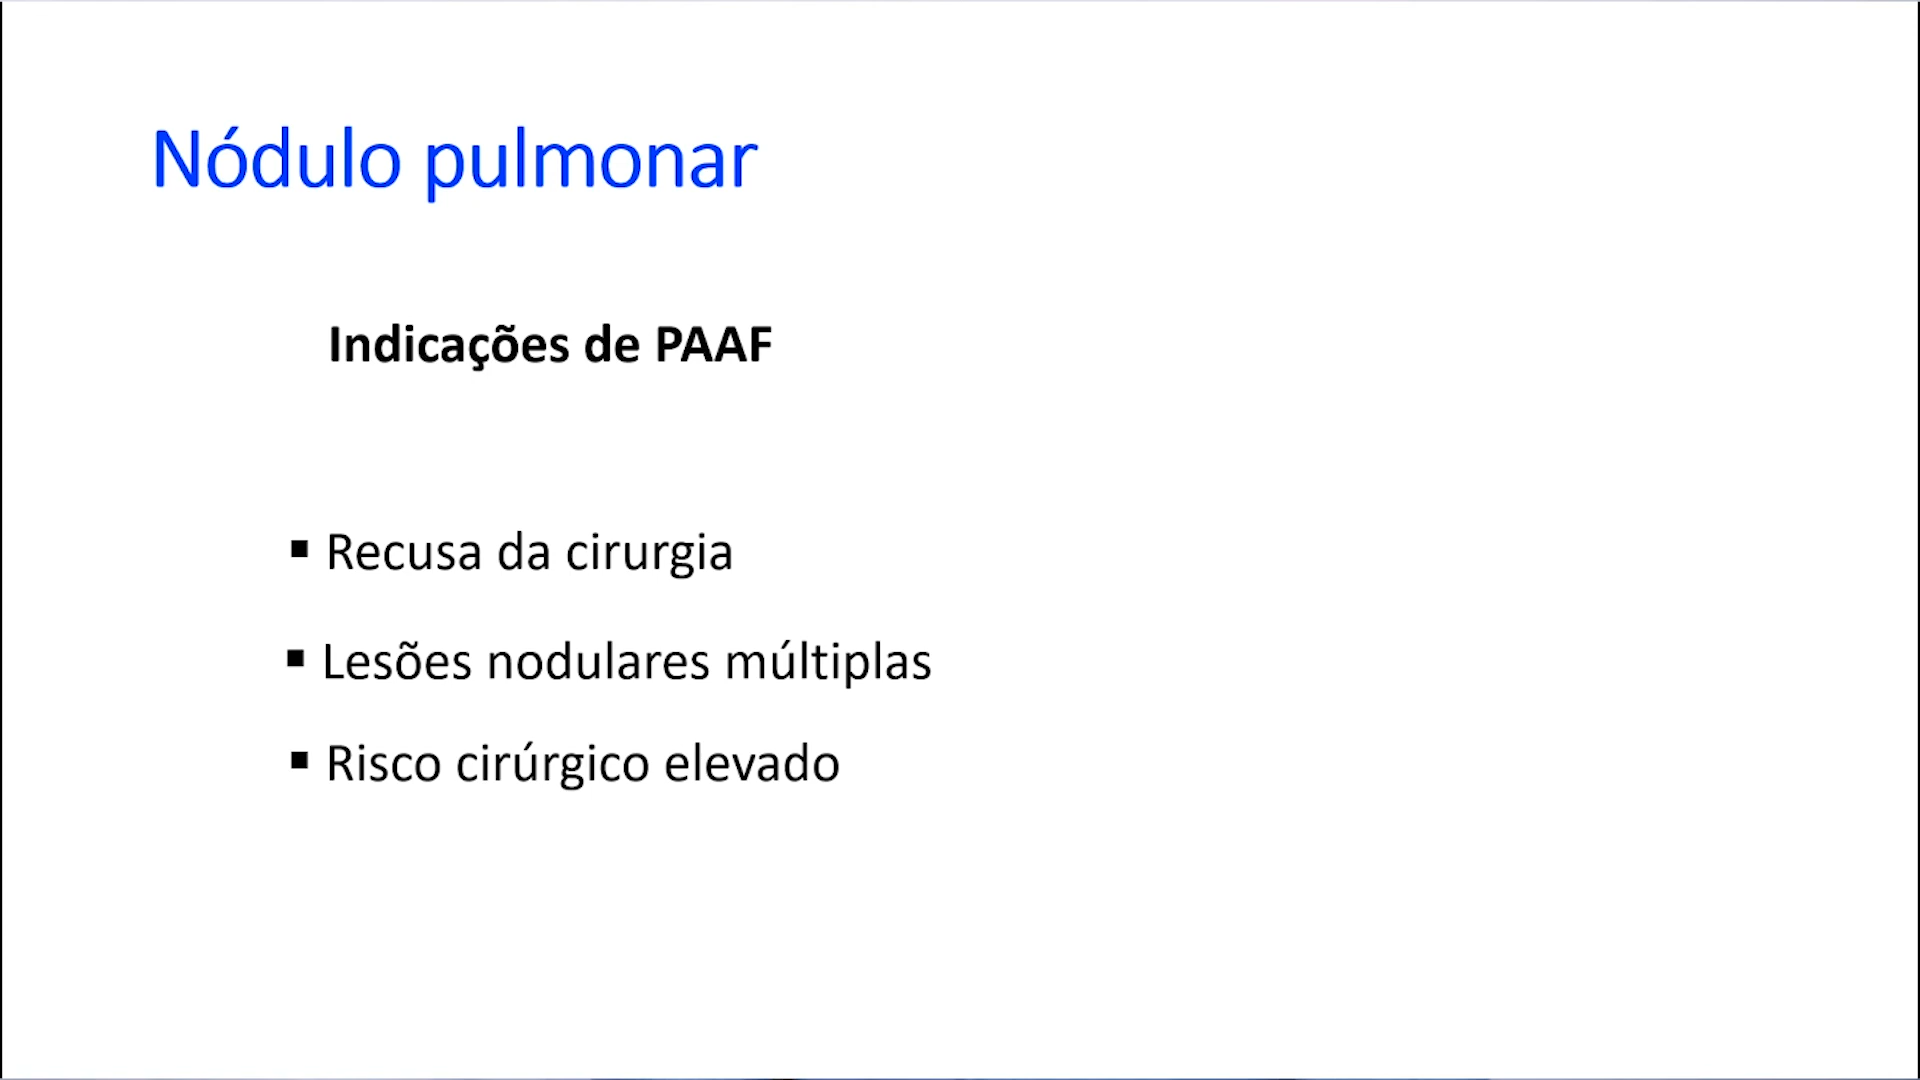 Nódulo pulmonar
Indicações de PAAF
▪ Recusa da cirurgia
▪ Lesões nodulares múltiplas
▪ Risco cirúrgico elevado